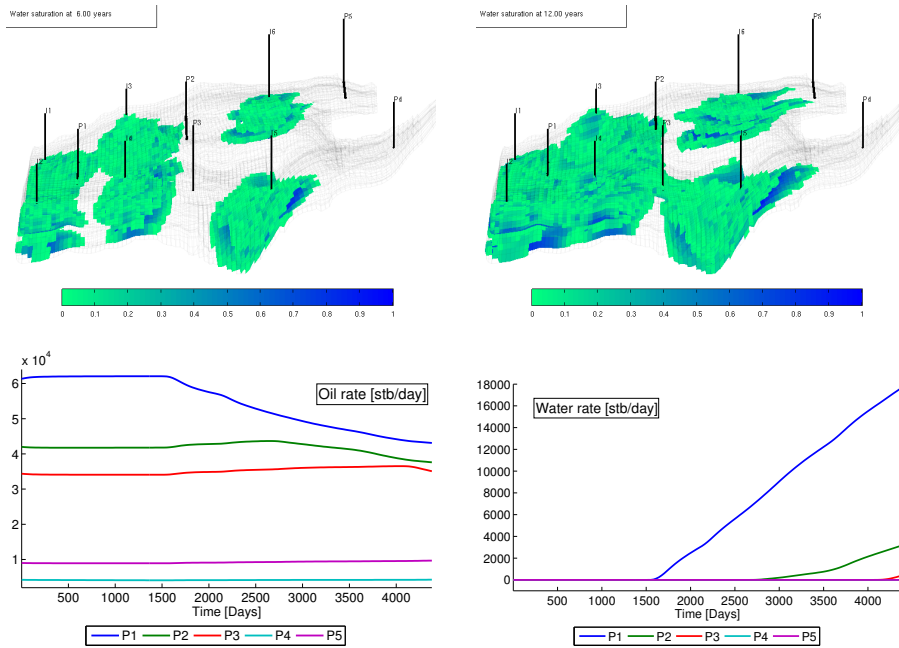 Water saturation at 6.00 years
P5
I6
P2
I3
P4
I1
P3
P1
I4
I5
I2
0 0.1 0.2 0.3 0.4 0.5 0.6 0.7 0.8 0.9 1
Water saturation at 12.00 years
P5
I6
P2
I3
P4
I1
P3
P1
I4
I5
I2
0 0.1 0.2 0.3 0.4 0.5 0.6 0.7 0.8 0.9 1
x 10^4
Oil rate [stb/day]
6
5
4
3
2
1
500 1000 1500 2000 2500 3000 3500 4000
Time [Days]
P1 P2 P3 P4 P5
Water rate [stb/day]
18000
16000
14000
12000
10000
8000
6000
4000
2000
0
500 1000 1500 2000 2500 3000 3500 4000
Time [Days]
P1 P2 P3 P4 P5